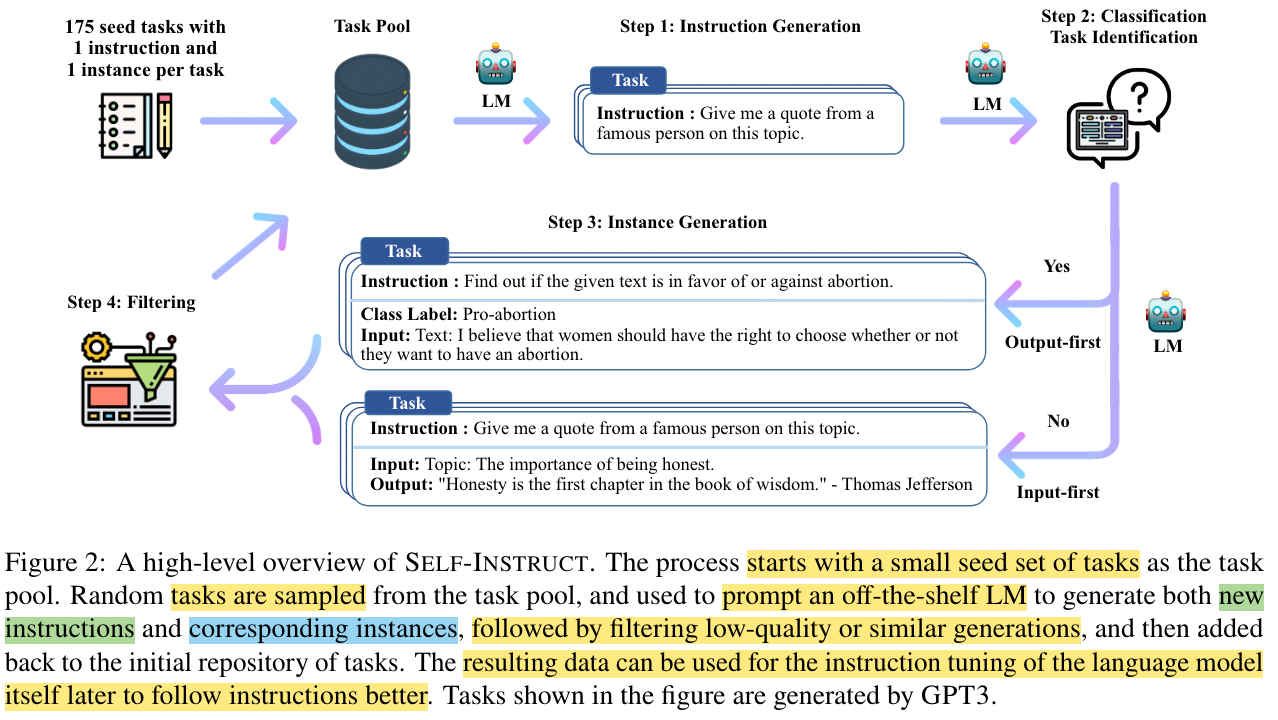 175 seed tasks with
1 instruction and
1 instance per task
Task Pool
LM
Step 1: Instruction Generation
Task
Instruction : Give me a quote from a
famous person on this topic.
LM
Step 2: Classification
Task Identification
?
Step 3: Instance Generation
Task
Instruction : Find out if the given text is in favor of or against abortion.
Class Label: Pro-abortion
Input: Text: I believe that women should have the right to choose whether or not
they want to have an abortion.
Yes
Output-first
LM
Step 4: Filtering
Task
Instruction : Give me a quote from a famous person on this topic.
Input: Topic: The importance of being honest.
Output: "Honesty is the first chapter in the book of wisdom." - Thomas Jefferson
No
Input-first
Figure 2: A high-level overview of SELF-INSTRUCT. The process starts with a small seed set of tasks as the task
pool. Random tasks are sampled from the task pool, and used to prompt an off-the-shelf LM to generate both new
instructions and corresponding instances, followed by filtering low-quality or similar generations, and then added
back to the initial repository of tasks. The resulting data can be used for the instruction tuning of the language model
itself later to follow instructions better. Tasks shown in the figure are generated by GPT3.